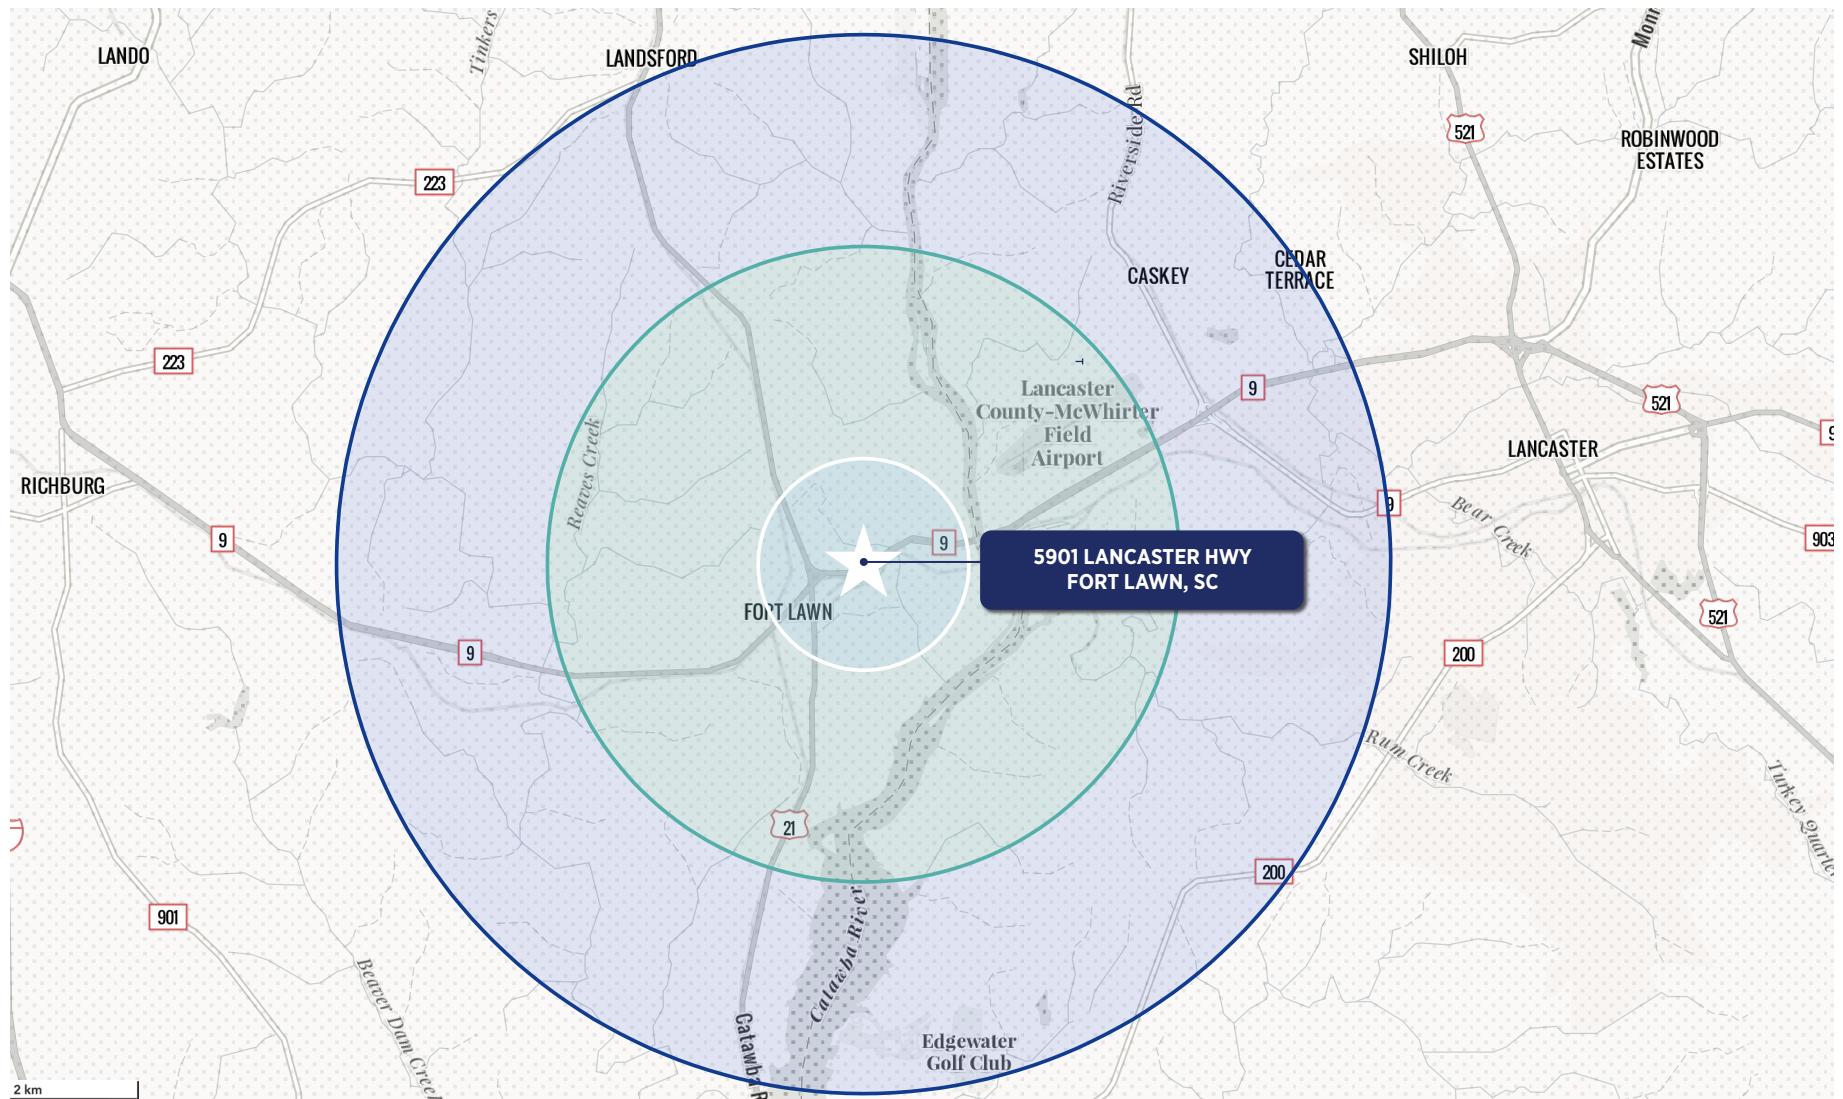 LANDO
Tinkers
LANDSFORD
Riverside Rd
SHILOH
521
ROBINWOOD
ESTATES
223
CASKEY
CEDAR
TERRACE
223
9
521
9
Lancaster
County-McWhirter
Field
Airport
LANCASTER
RICHBURG
Reaves Creek
9
9
9
Bear Creek
903
5901 LANCASTER HWY
FORT LAWN, SC
FORT LAWN
521
9
200
Rum Creek
21
200
901
Catawba River
Beaver Dam Creek
Edgewater
Golf Club
2 km